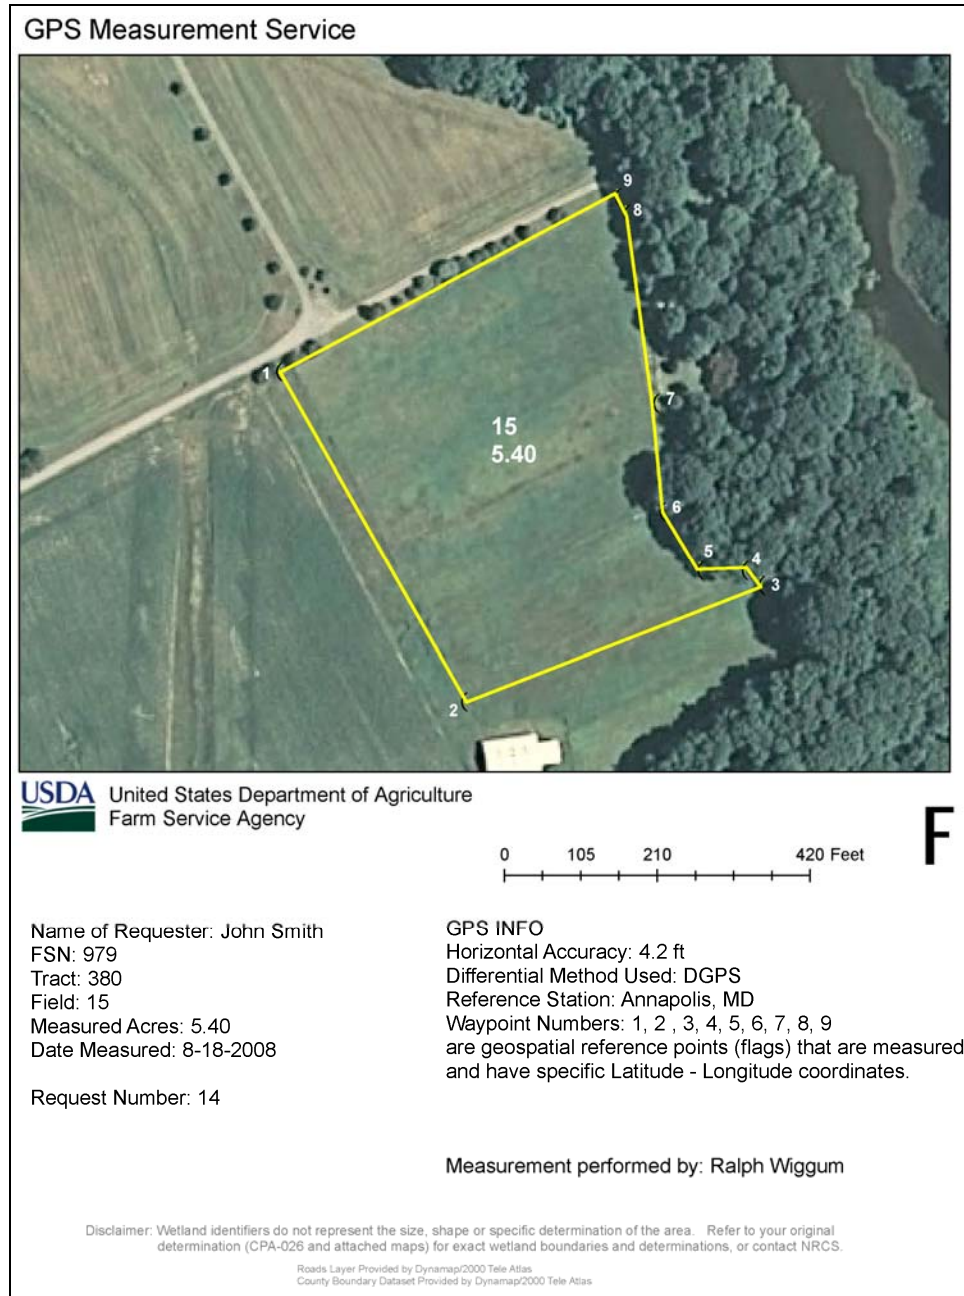 GPS Measurement Service
9
8
1
7
15
5.40
6
5
4
3
2
USDA
United States Department of Agriculture
Farm Service Agency
F
0 105 210 420 Feet
Name of Requester: John Smith
FSN: 979
Tract: 380
Field: 15
Measured Acres: 5.40
Date Measured: 8-18-2008
Request Number: 14
GPS INFO
Horizontal Accuracy: 4.2 ft
Differential Method Used: DGPS
Reference Station: Annapolis, MD
Waypoint Numbers: 1, 2 , 3, 4, 5, 6, 7, 8, 9
are geospatial reference points (flags) that are measured
and have specific Latitude - Longitude coordinates.
Measurement performed by: Ralph Wiggum
Disclaimer: Wetland identifiers do not represent the size, shape or specific determination of the area. Refer to your original
determination (CPA-026 and attached maps) for exact wetland boundaries and determinations, or contact NRCS.
Roads Layer Provided by Dynamap/2000 Tele Atlas
County Boundary Dataset Provided by Dynamap/2000 Tele Atlas